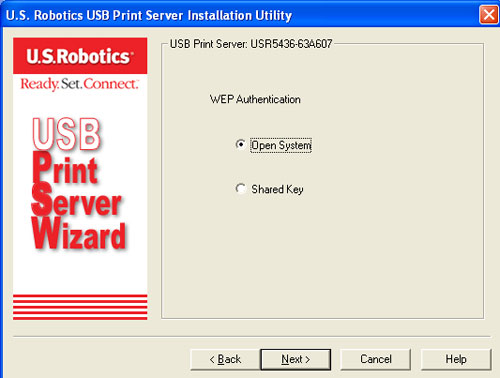 U.S. Robotics USB Print Server Installation Utility
U.S.Robotics
Ready. Set. Connect.
USB
Print
Server
Wizard
USB Print Server: USR5436-63A607
WEP Authentication
Open System
Shared Key
< Back
Next >
Cancel
Help